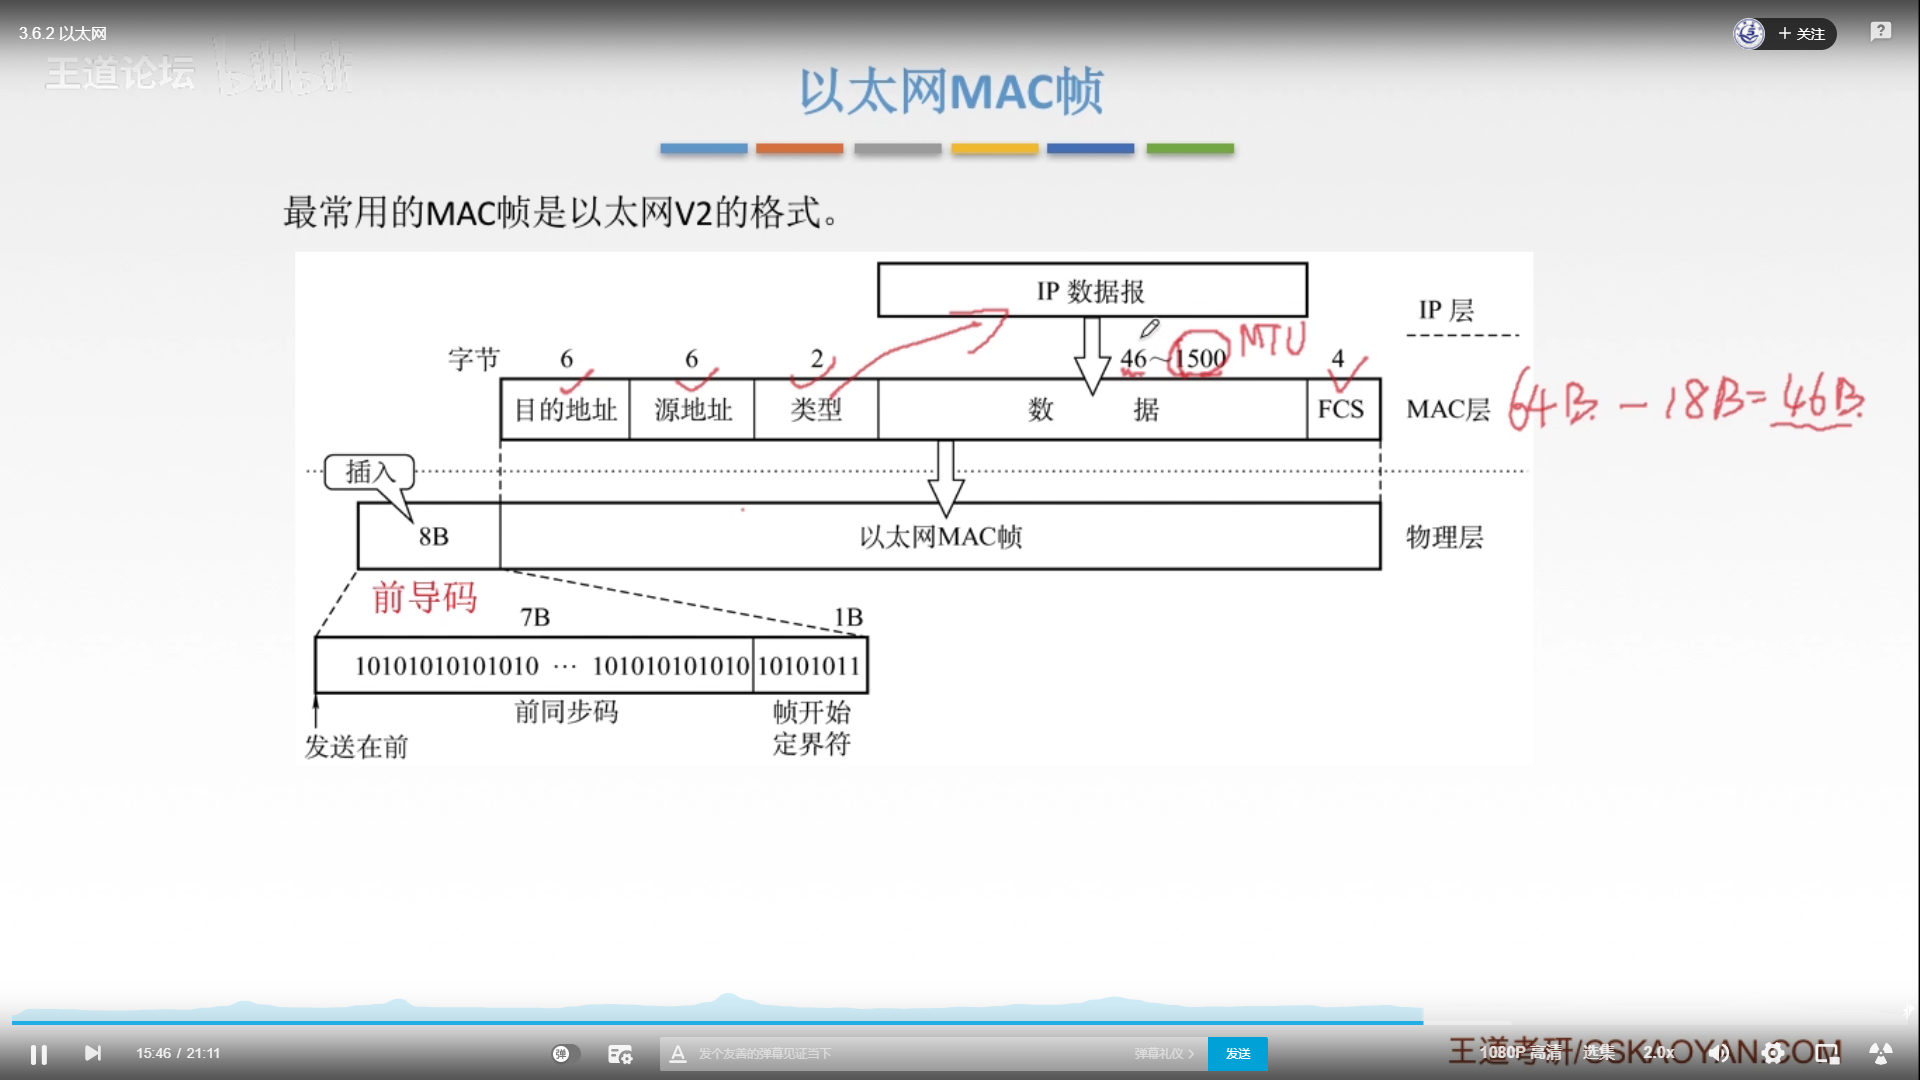 3.6.2 以太网
+ 关注
王道论坛 bilibili
以太网MAC帧
最常用的MAC帧是以太网V2的格式。
IP 数据报
IP 层
字节 6 6 2 46~1500 MTU 4
目的地址 源地址 类型 数 据 FCS MAC层 64B - 18B = 46B
插入
8B 以太网MAC帧 物理层
前导码
7B 1B
10101010101010 … 101010101010 10101011
前同步码 帧开始
定界符
发送在前
王道考研/CSKAOYAN.COM
15:46 / 21:11 弹 发个友善的弹幕见证当下 弹幕礼仪 > 发送 1080P 高清 选集 2.0x